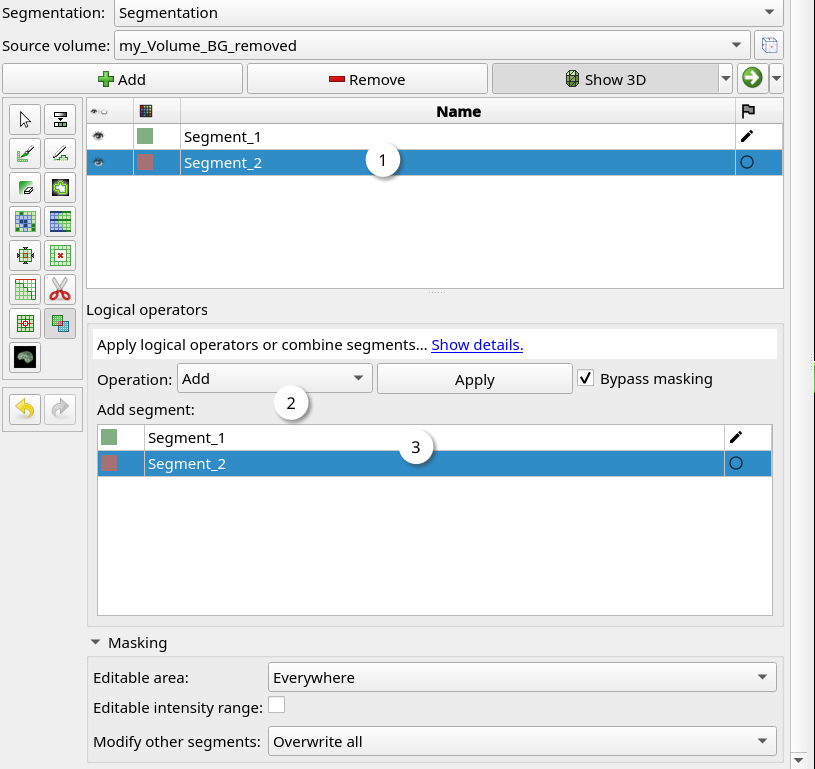 Segmentation: Segmentation
Source volume: my_Volume_BG_removed
Add Remove Show 3D
Name
Segment_1
Segment_2
1
Logical operators
Apply logical operators or combine segments... Show details.
Operation: Add Apply Bypass masking
2
Add segment:
Segment_1
3
Segment_2
Masking
Editable area: Everywhere
Editable intensity range:
Modify other segments: Overwrite all